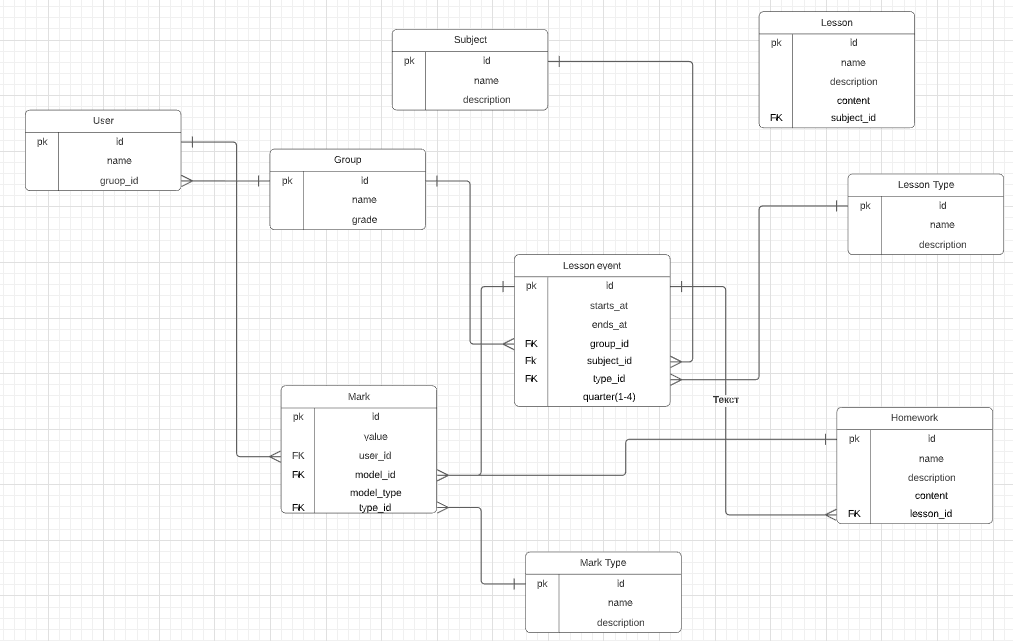 Subject
pk id
name
description
Lesson
pk id
name
description
content
FK subject_id
User
pk id
name
gruop_id
Group
pk id
name
grade
Lesson Type
pk id
name
description
Lesson event
pk id
starts_at
ends_at
FK group_id
Fk subject_id
FK type_id
quarter(1-4)
Текст
Mark
pk id
value
FK user_id
FK model_id
model_type
FK type_id
Homework
pk id
name
description
content
FK lesson_id
Mark Type
pk id
name
description